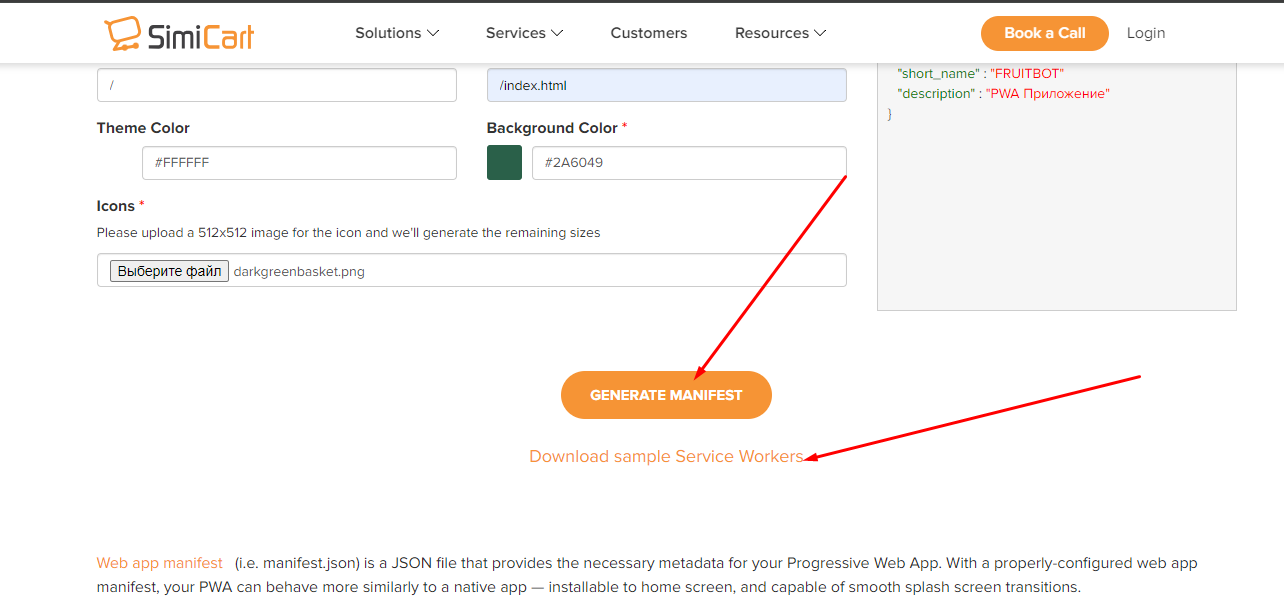 SimiCart
Solutions Services Customers Resources Book a Call Login
/ /index.html
"short_name" : "FRUITBOT"
"description" : "PWA Приложение"
}
Theme Color Background Color *
#FFFFFF #2A6049
Icons *
Please upload a 512x512 image for the icon and we'll generate the remaining sizes
Выберите файл darkgreenbasket.png
GENERATE MANIFEST
Download sample Service Workers
Web app manifest (i.e. manifest.json) is a JSON file that provides the necessary metadata for your Progressive Web App. With a properly-configured web app
manifest, your PWA can behave more similarly to a native app — installable to home screen, and capable of smooth splash screen transitions.